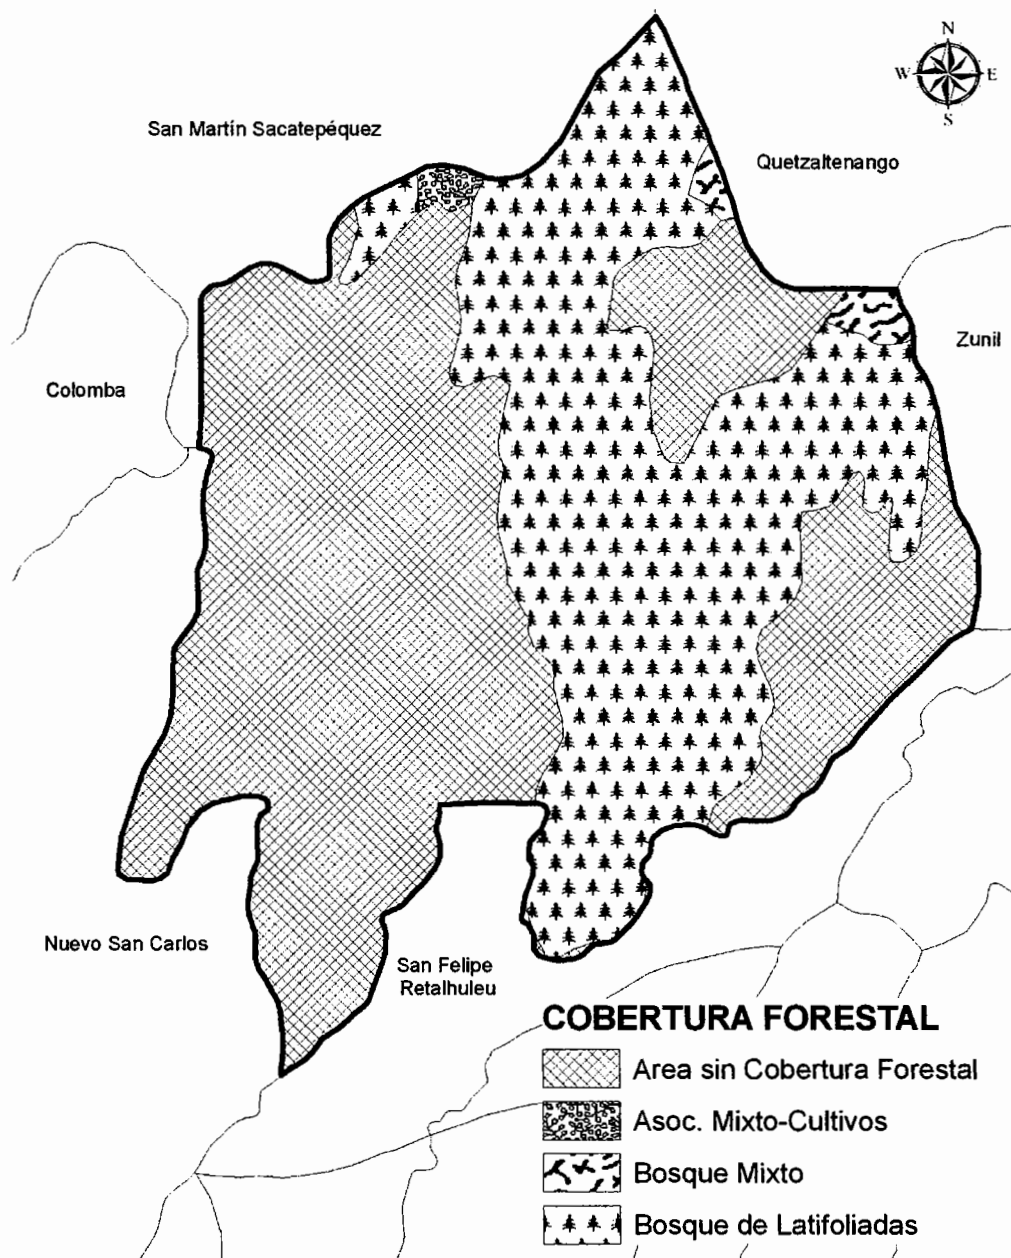 N
W E
S
San Martín Sacatepéquez
Quetzaltenango
Zunil
Colomba
Nuevo San Carlos
San Felipe
Retalhuleu
COBERTURA FORESTAL
Area sin Cobertura Forestal
Asoc. Mixto-Cultivos
Bosque Mixto
Bosque de Latifoliadas